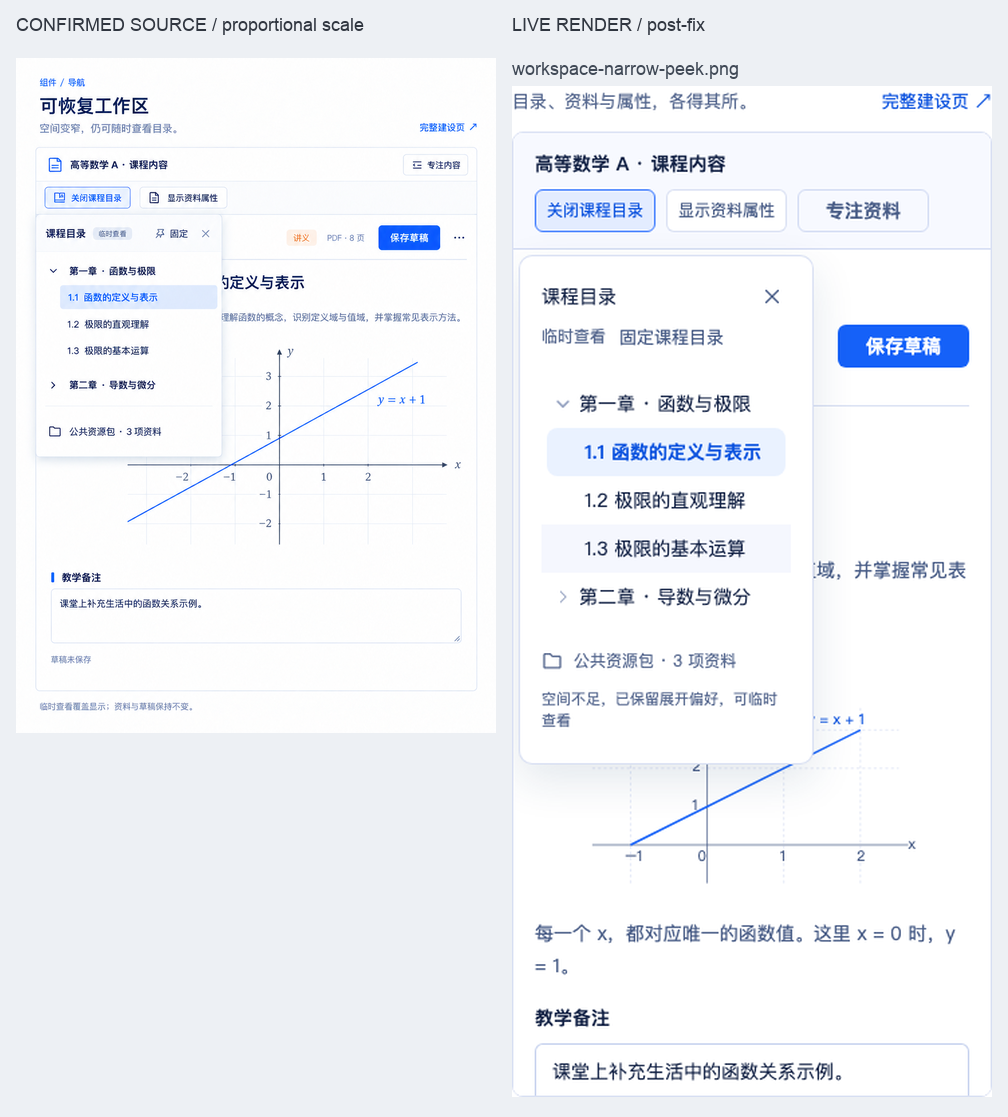 CONFIRMED SOURCE / proportional scale
组件 / 导航
可恢复工作区
空间变窄，仍可随时查看目录。
完整建设页 ↗
高等数学 A · 课程内容
专注内容
关闭课程目录
显示资料属性
课程目录 临时查看 固定 ×
讲义 PDF · 8 页 保存草稿 ···
第一章 · 函数与极限
的定义与表示
1.1 函数的定义与表示
理解函数的概念，识别定义域与值域，并掌握常见表示方法。
1.2 极限的直观理解
1.3 极限的基本运算
第二章 · 导数与微分
公共资源包 · 3 项资料
y
3
2
y = x + 1
1
x
−2 −1 0 1 2
−1
−2
教学备注
课堂上补充生活中的函数关系示例。
草稿未保存
临时查看覆盖显示；资料与草稿保持不变。
LIVE RENDER / post-fix
workspace-narrow-peek.png
目录、资料与属性，各得其所。
完整建设页 ↗
高等数学 A · 课程内容
关闭课程目录 显示资料属性 专注资料
课程目录 ×
临时查看 固定课程目录
保存草稿
第一章 · 函数与极限
1.1 函数的定义与表示
1.2 极限的直观理解
1.3 极限的基本运算
域，并掌握常见表
第二章 · 导数与微分
公共资源包 · 3 项资料
空间不足，已保留展开偏好，可临时
查看
= x + 1
2
1
x
−1 0 1 2
每一个 x，都对应唯一的函数值。这里 x = 0 时，y
= 1。
教学备注
课堂上补充生活中的函数关系示例。